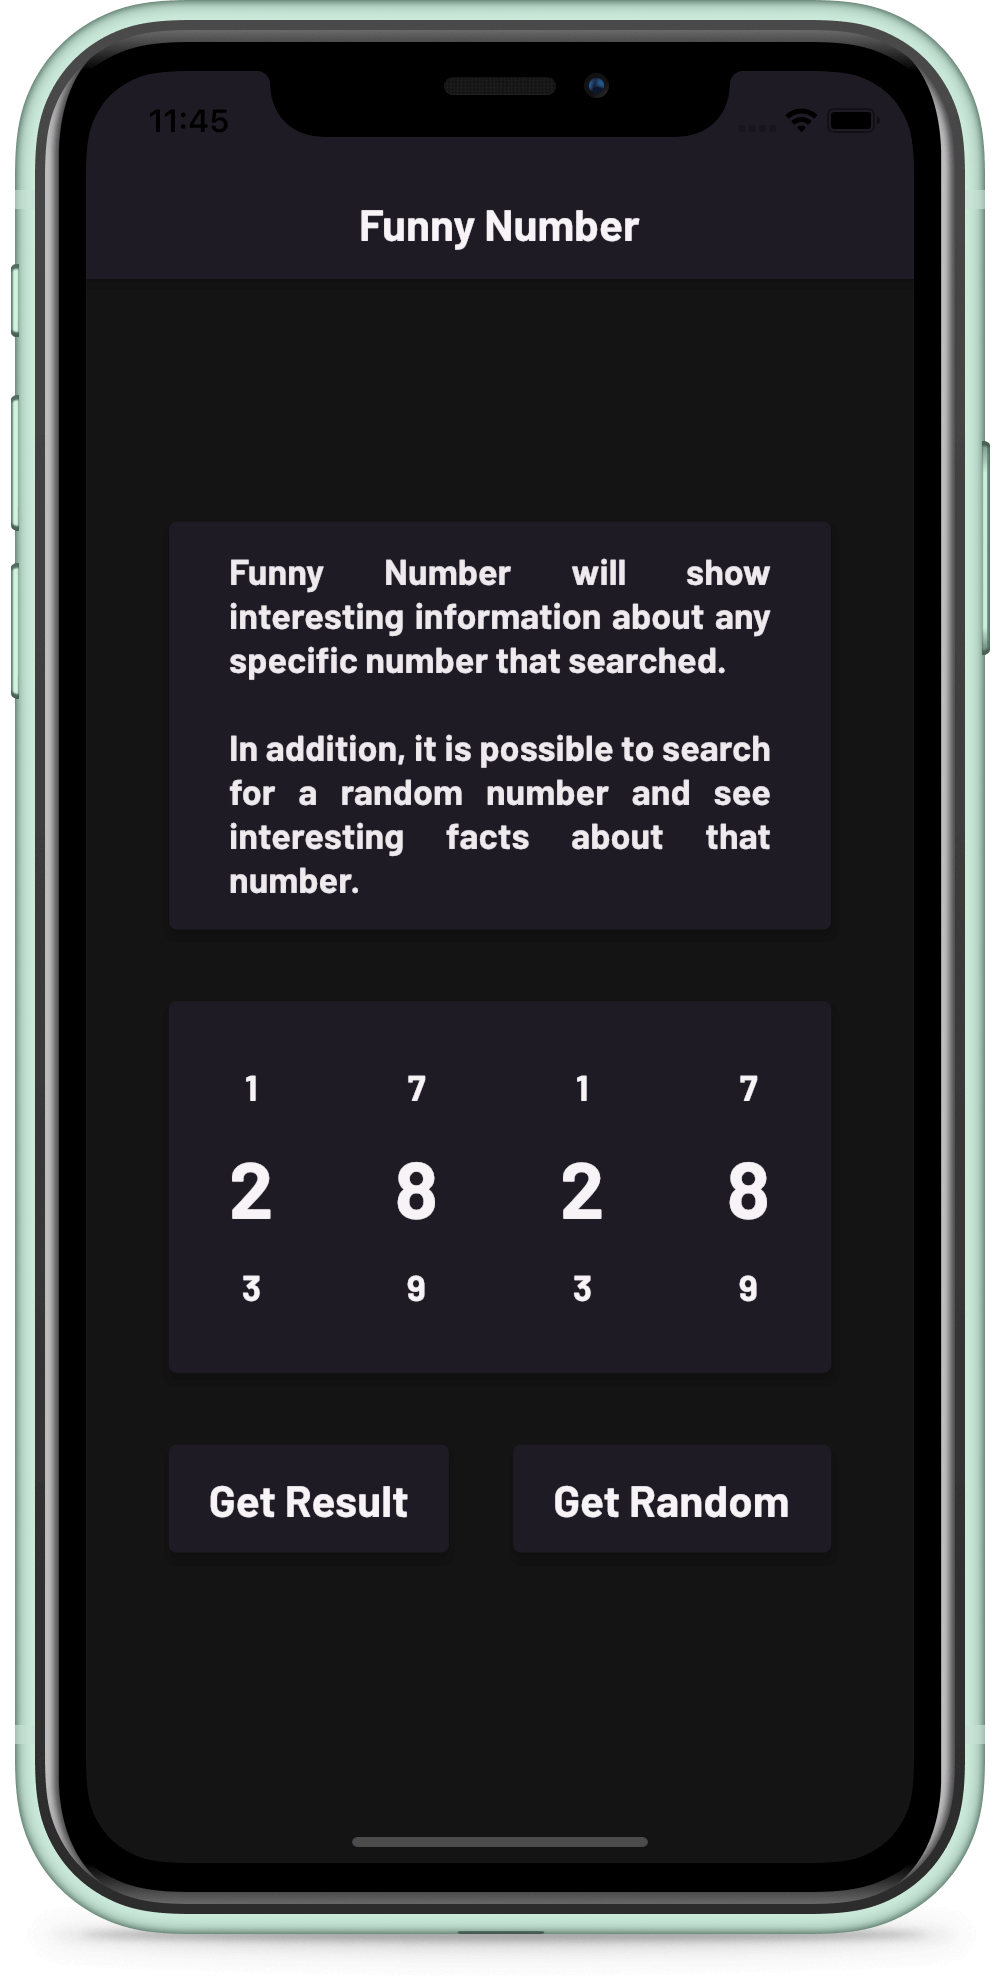 11:45
Funny Number
Funny Number will show
interesting information about any
specific number that searched.
In addition, it is possible to search
for a random number and see
interesting facts about that
number.
1 7 1 7
2 8 2 8
3 9 3 9
Get Result Get Random